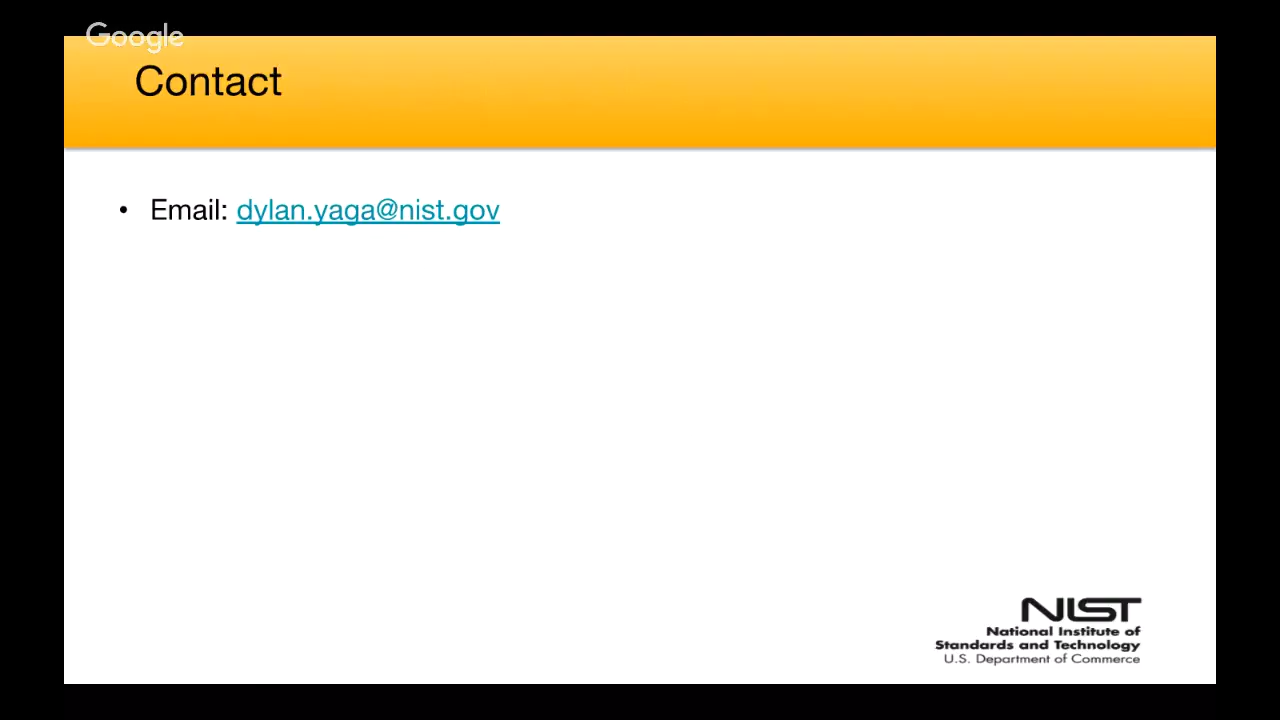 Google
Contact
• Email: dylan.yaga@nist.gov
NIST
National Institute of
Standards and Technology
U.S. Department of Commerce